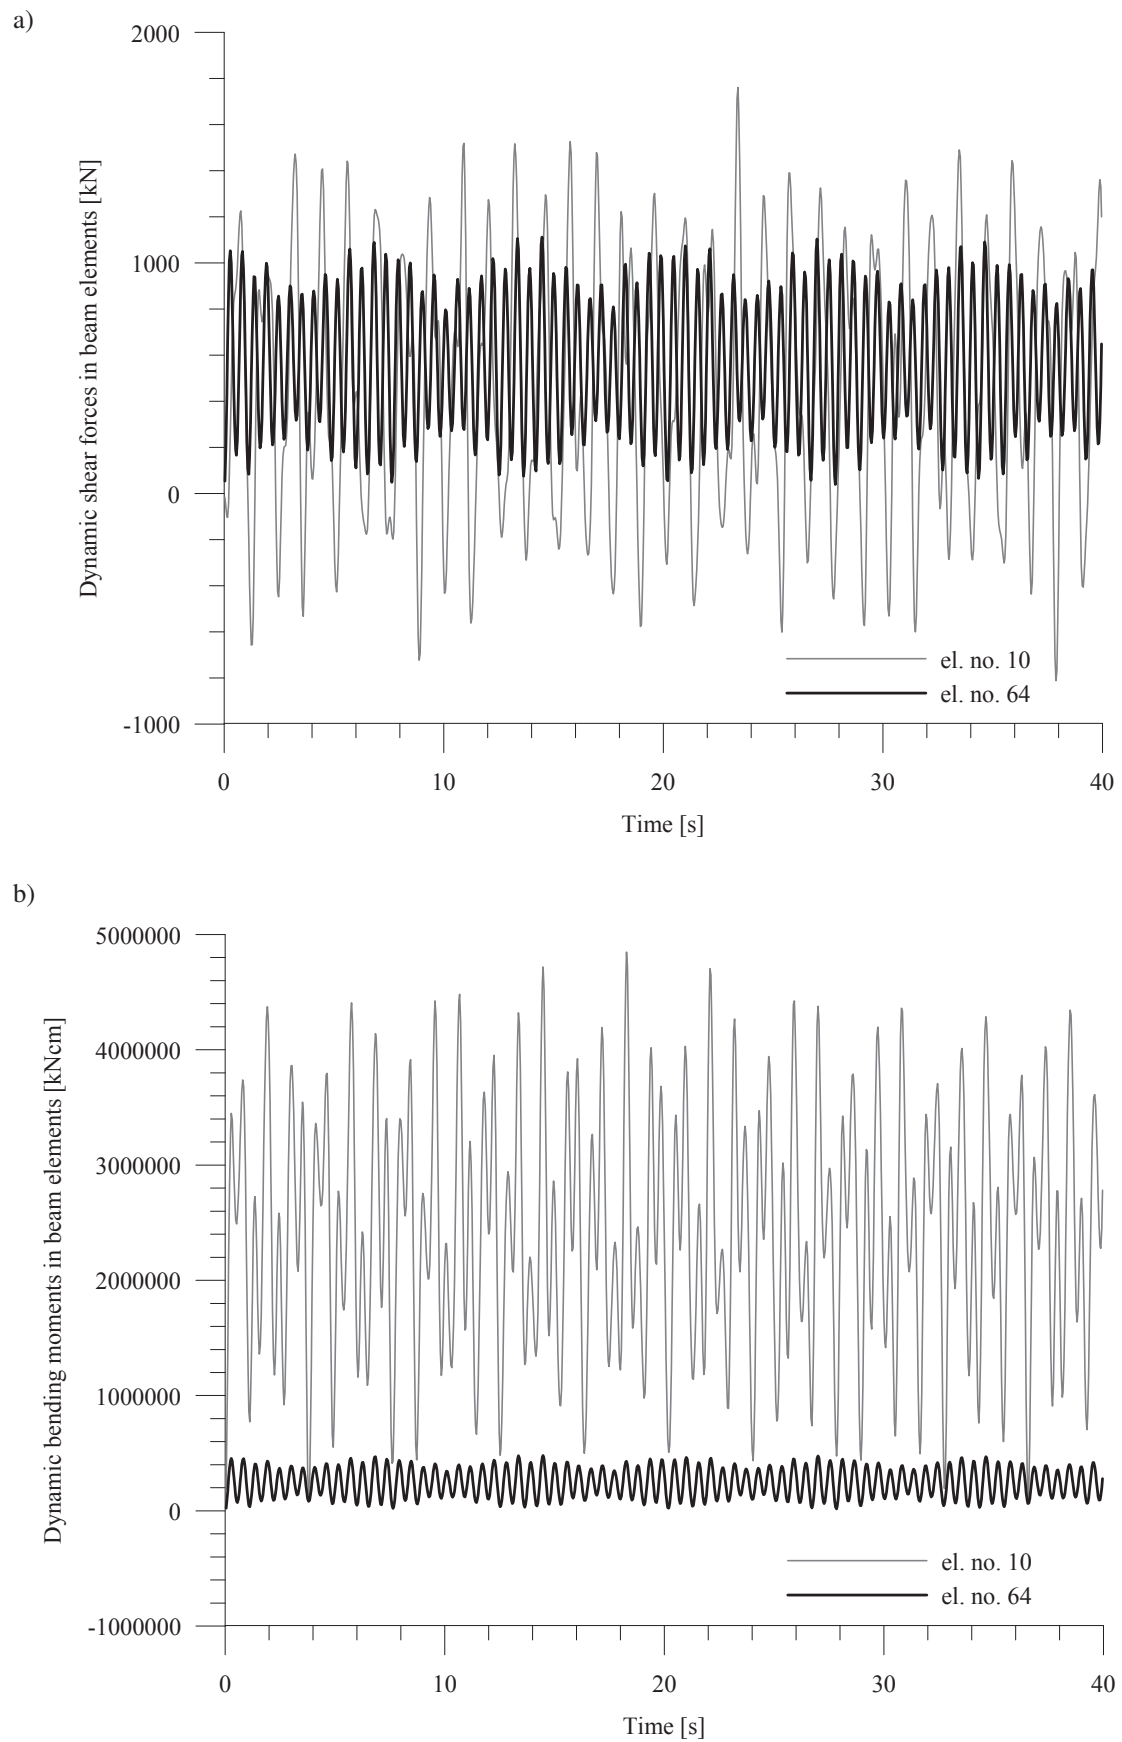 a)
2000
1000
0
-1000
Dynamic shear forces in beam elements [kN]
el. no. 10
el. no. 64
0 10 20 30 40
Time [s]
b)
5000000
4000000
3000000
2000000
1000000
0
-1000000
Dynamic bending moments in beam elements [kNcm]
el. no. 10
el. no. 64
0 10 20 30 40
Time [s]